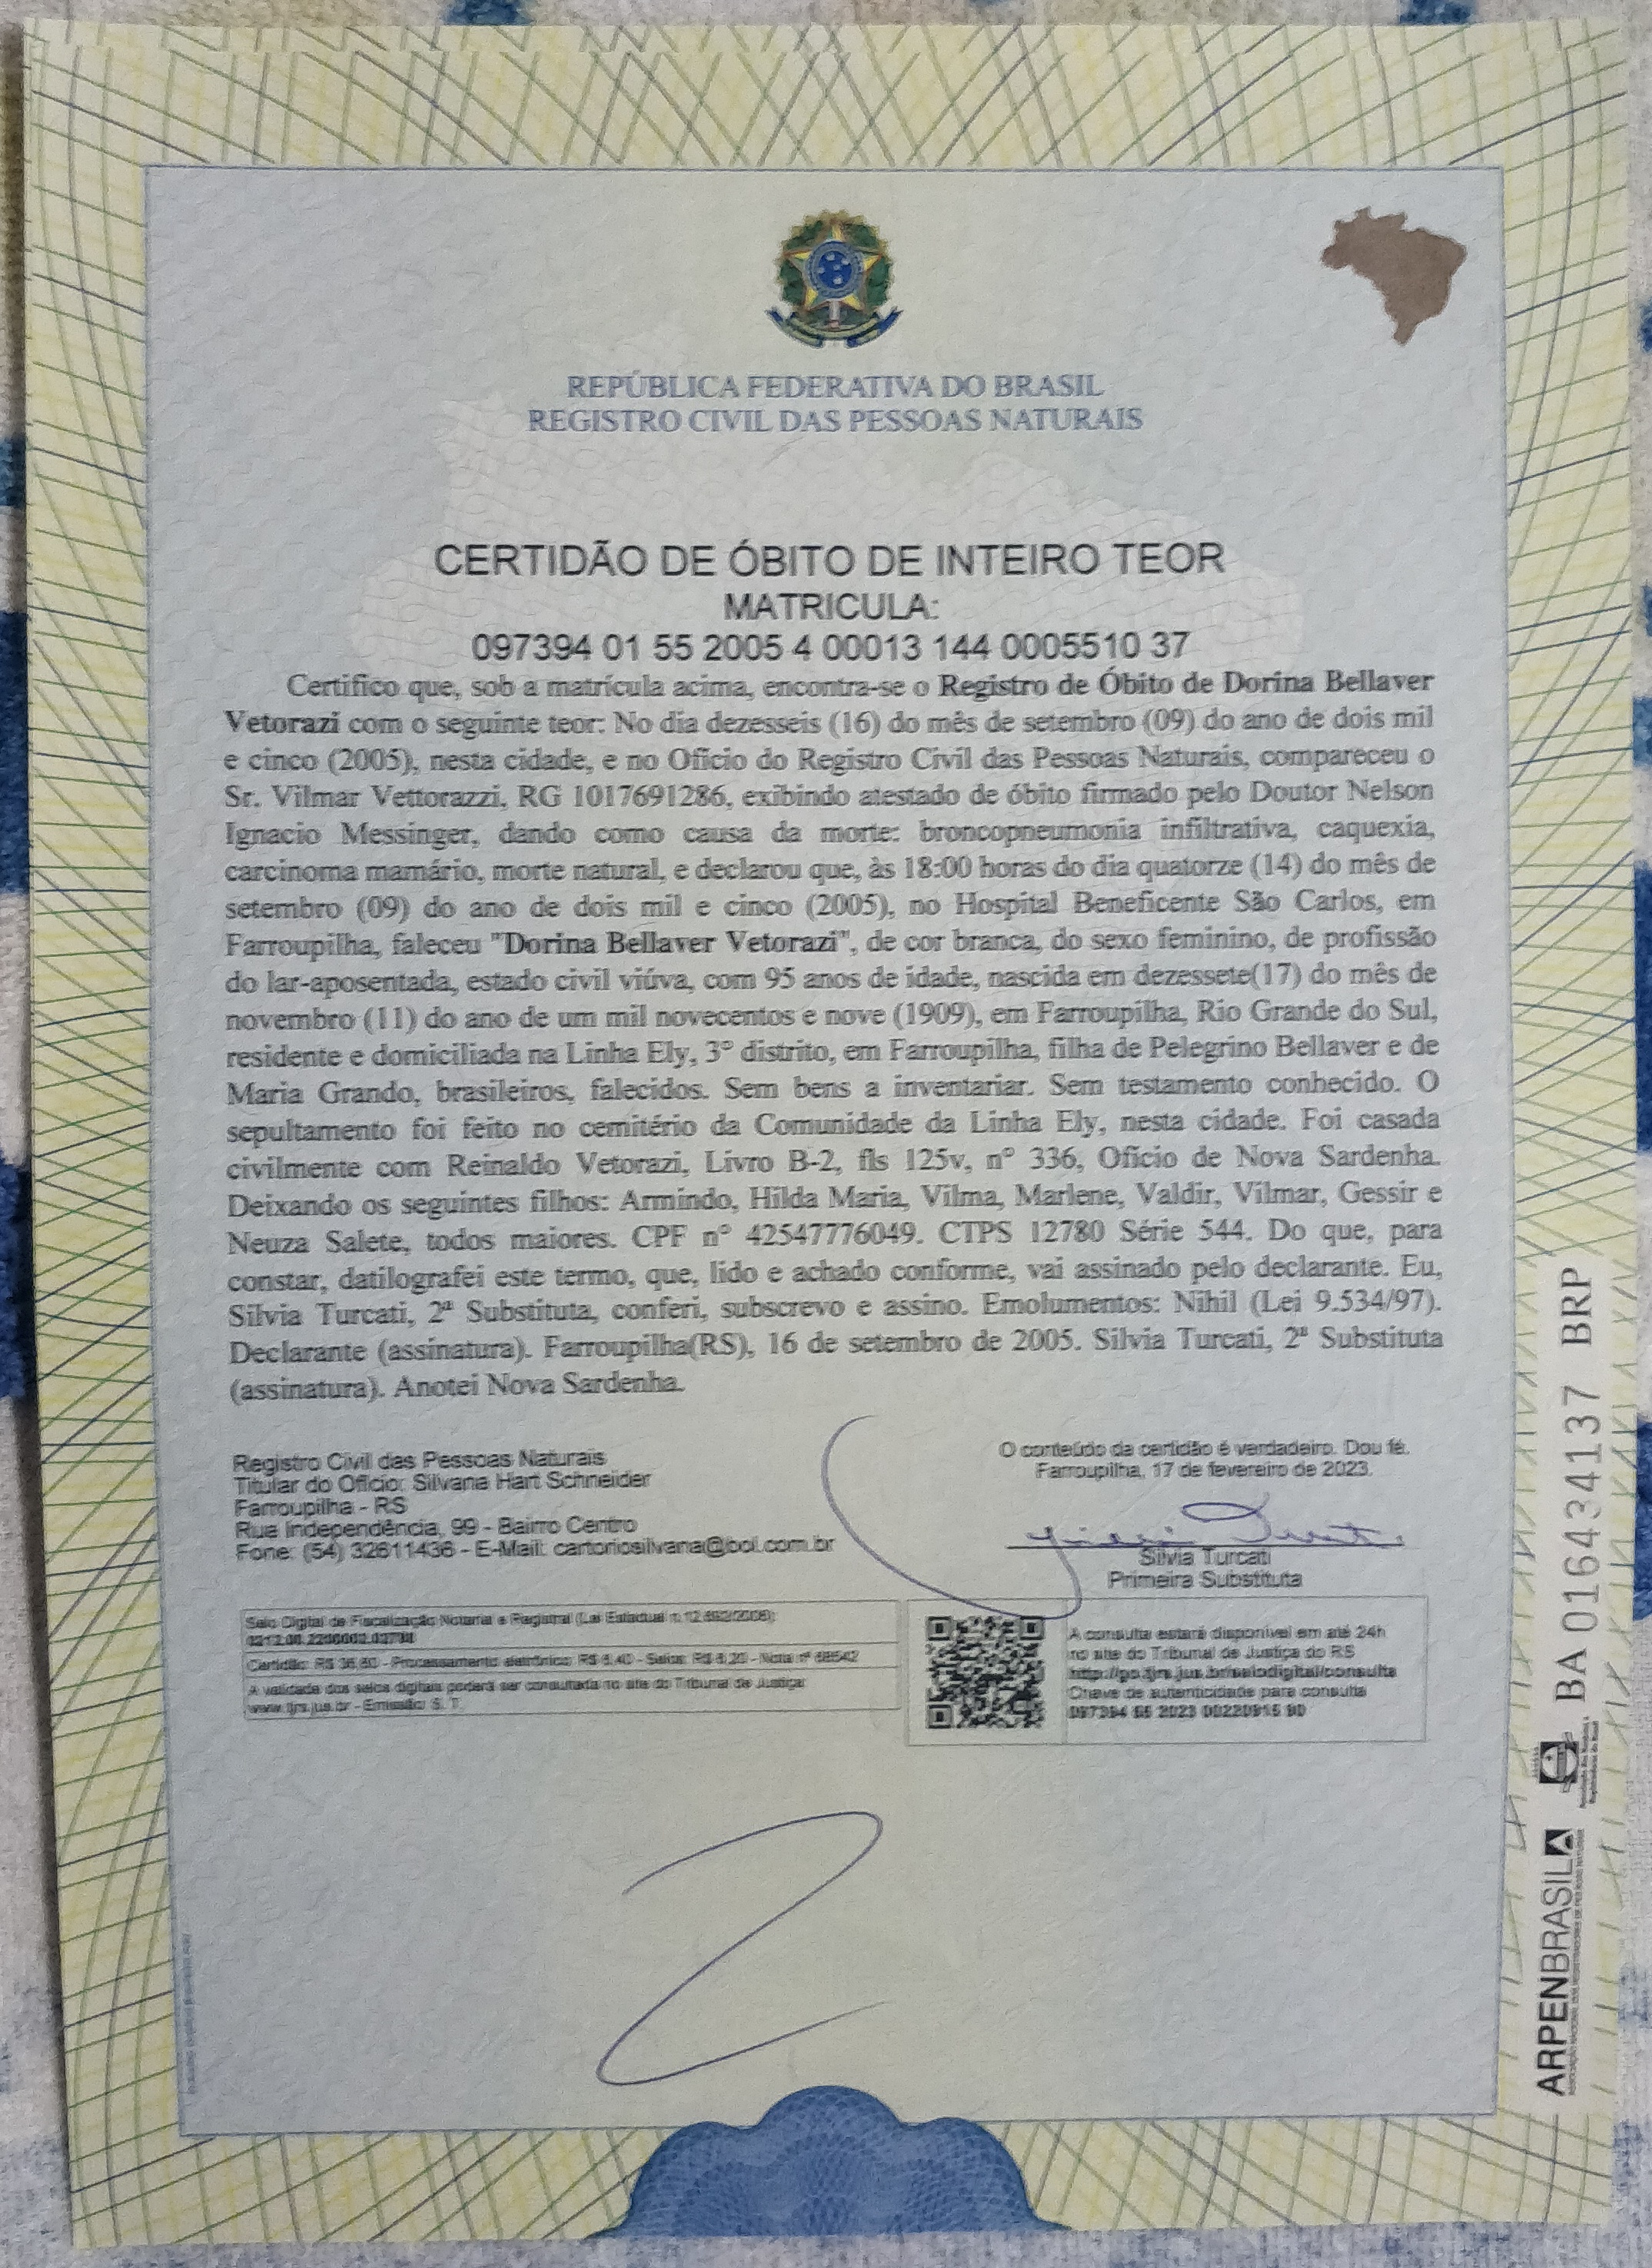 REPÚBLICA FEDERATIVA DO BRASIL
REGISTRO CIVIL DAS PESSOAS NATURAIS
CERTIDÃO DE ÓBITO DE INTEIRO TEOR
MATRICULA:
097394 01 55 2005 4 00013 144 0005510 37
Certifico que, sob a matrícula acima, encontra-se o Registro de Óbito de Dorina Bellaver
Vetorazi com o seguinte teor: No dia dezesseis (16) do mês de setembro (09) do ano de dois mil
e cinco (2005), nesta cidade, e no Ofício do Registro Civil das Pessoas Naturais, compareceu o
Sr. Vilmar Vettorazzi, RG 1017691286, exibindo atestado de óbito firmado pelo Doutor Nelson
Ignacio Messinger, dando como causa da morte: broncopneumonia infiltrativa, caquexia,
carcinoma mamário, morte natural, e declarou que, às 18:00 horas do dia quatorze (14) do mês de
setembro (09) do ano de dois mil e cinco (2005), no Hospital Beneficente São Carlos, em
Farroupilha, faleceu "Dorina Bellaver Vetorazi", de cor branca, do sexo feminino, de profissão
do lar-aposentada, estado civil viúva, com 95 anos de idade, nascida em dezessete(17) do mês de
novembro (11) do ano de um mil novecentos e nove (1909), em Farroupilha, Rio Grande do Sul,
residente e domiciliada na Linha Ely, 3º distrito, em Farroupilha, filha de Pelegrino Bellaver e de
Maria Grando, brasileiros, falecidos. Sem bens a inventariar. Sem testamento conhecido. O
sepultamento foi feito no cemitério da Comunidade da Linha Ely, nesta cidade. Foi casada
civilmente com Reinaldo Vetorazi, Livro B-2, fls 125v, nº 336, Ofício de Nova Sardenha.
Deixando os seguintes filhos: Armindo, Hilda Maria, Vilma, Marlene, Valdir, Vilmar, Gessir e
Neuza Salete, todos maiores. CPF nº 42547776049. CTPS 12780 Série 544. Do que, para
constar, datilografei este termo, que, lido e achado conforme, vai assinado pelo declarante. Eu,
Silvia Turcati, 2ª Substituta, conferi, subscrevo e assino. Emolumentos: Nihil (Lei 9.534/97).
Declarante (assinatura). Farroupilha(RS), 16 de setembro de 2005. Silvia Turcati, 2ª Substituta
(assinatura). Anotei Nova Sardenha.
Registro Civil das Pessoas Naturais
Titular do Ofício: Silvana Hart Schneider
Farroupilha - RS
Rua Independência, 99 - Bairro Centro
Fone: (54) 32611436 - E-Mail: cartoriosilvana@bol.com.br
O conteúdo da certidão é verdadeiro. Dou fé.
Farroupilha, 17 de fevereiro de 2023.
Silvia Turcati
Primeira Substituta
Selo Digital de Fiscalização Notarial e Registral (Lei Estadual n.12.692/2006):
Certidão: R$ 36,60 - Processamento eletrônico: R$ 6,40 - Selos: R$ 6,20 - Nota nº 68542
A validade dos selos digitais poderá ser consultada no site do Tribunal de Justiça:
www.tjrs.jus.br - Emissão: S. T.
A consulta estará disponível em até 24h
no site do Tribunal de Justiça do RS
http://go.tjrs.jus.br/selodigital/consulta
Chave de autenticidade para consulta
097394 55 2023 00220915 90
BA 016434137 BRP
ARPENBRASIL